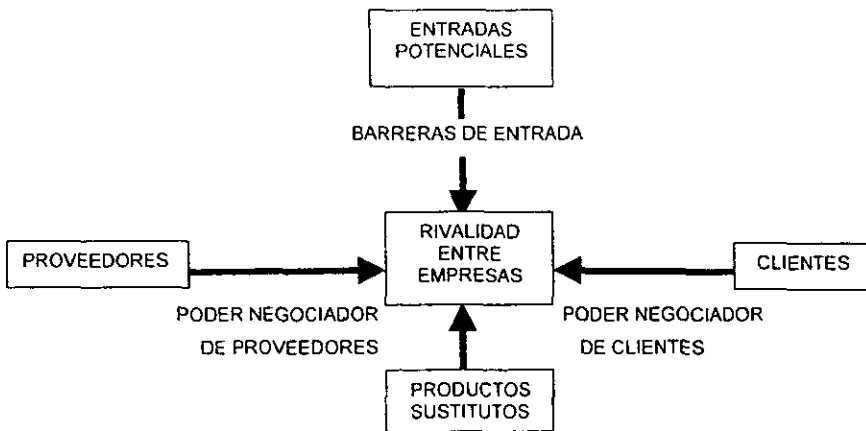 ENTRADAS
POTENCIALES
BARRERAS DE ENTRADA
RIVALIDAD
ENTRE
EMPRESAS
PROVEEDORES
CLIENTES
PODER NEGOCIADOR
DE PROVEEDORES
PODER NEGOCIADOR
DE CLIENTES
PRODUCTOS
SUSTITUTOS